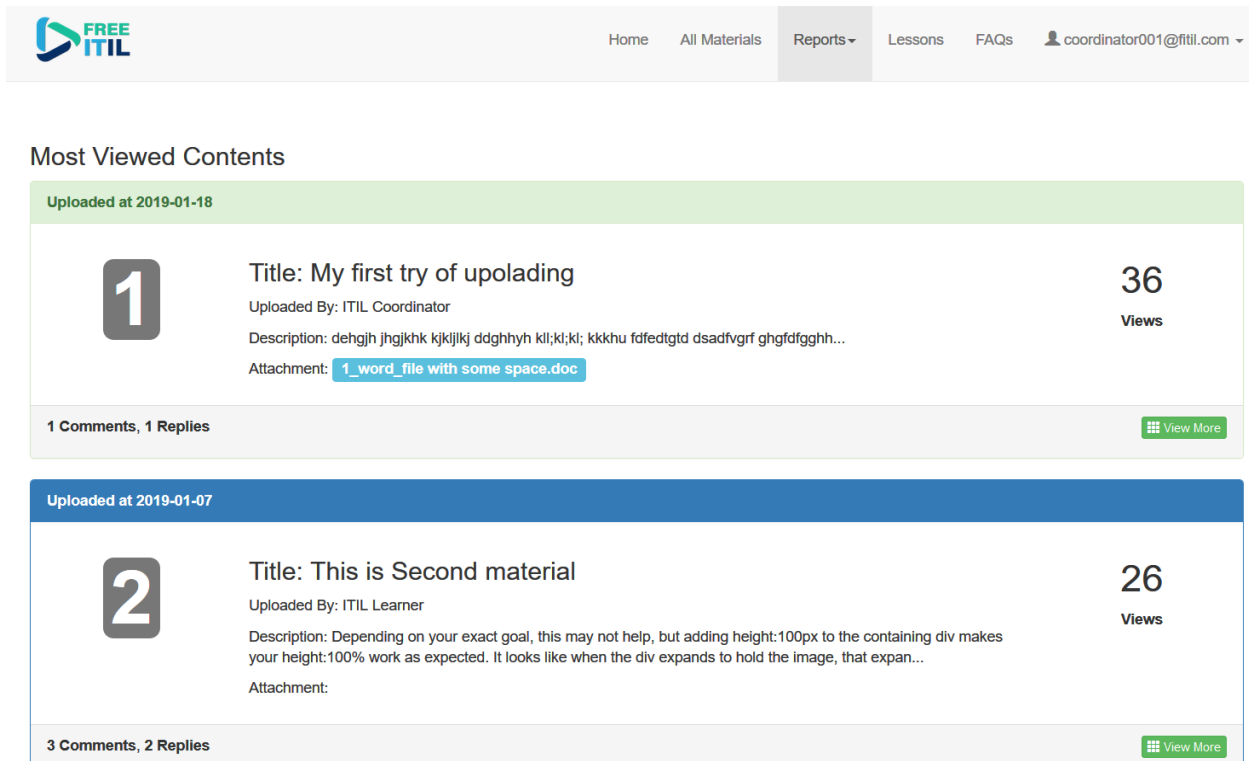 FREE
ITIL
Home All Materials Reports Lessons FAQs coordinator001@fitil.com
Most Viewed Contents
Uploaded at 2019-01-18
1
Title: My first try of upolading
36
Uploaded By: ITIL Coordinator
Views
Description: dehgjh jhgjkhk kjkljlkj ddghhyh kll;kl;kl; kkkhu fdfedtgtd dsadfvgrf ghgfdfgghh...
Attachment: 1_word_file with some space.doc
1 Comments, 1 Replies
View More
Uploaded at 2019-01-07
2
Title: This is Second material
26
Uploaded By: ITIL Learner
Views
Description: Depending on your exact goal, this may not help, but adding height:100px to the containing div makes
your height:100% work as expected. It looks like when the div expands to hold the image, that expan...
Attachment:
3 Comments, 2 Replies
View More